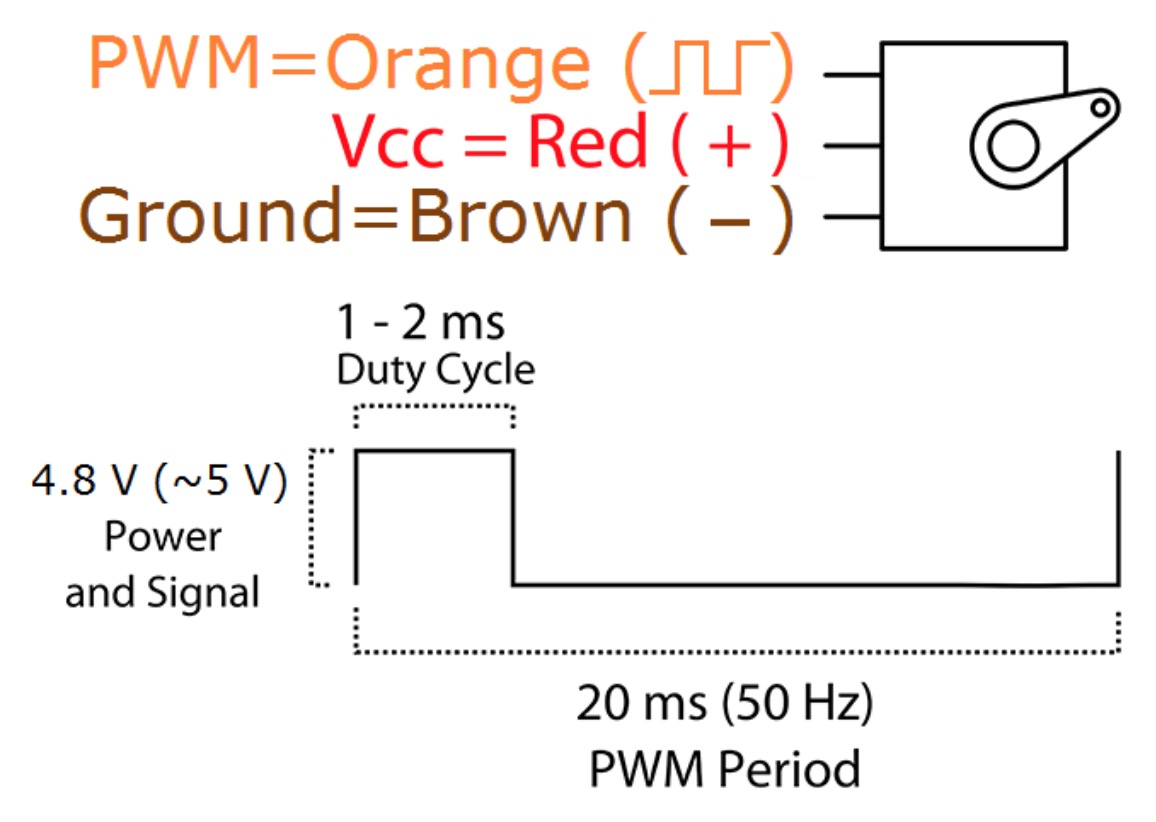 PWM=Orange (⎍⎍)
Vcc = Red ( + )
Ground=Brown ( − )
1 - 2 ms
Duty Cycle
4.8 V (~5 V)
Power
and Signal
20 ms (50 Hz)
PWM Period